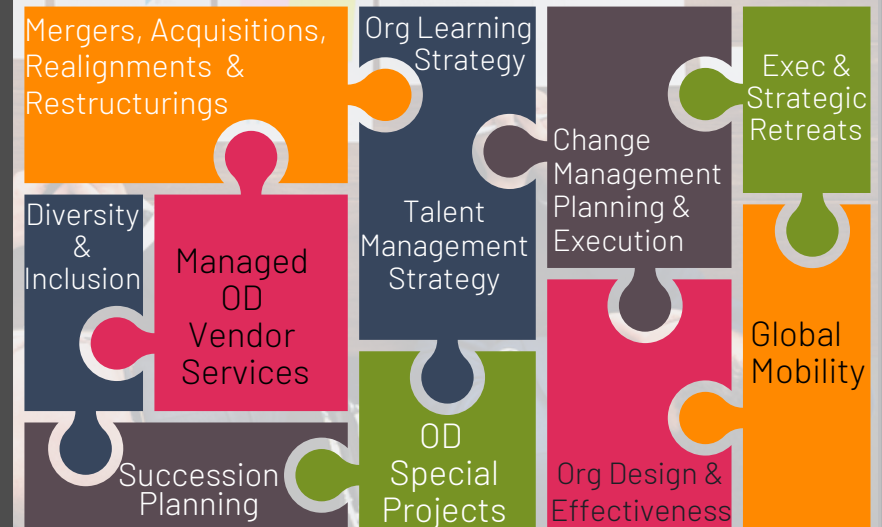 Mergers, Acquisitions,
Realignments &
Restructurings
Org Learning
Strategy
Talent
Management
Strategy
Change
Management
Planning &
Execution
Exec &
Strategic
Retreats
Diversity
&
Inclusion
Managed
OD
Vendor
Services
Global
Mobility
Succession
Planning
OD
Special
Projects
Org Design &
Effectiveness